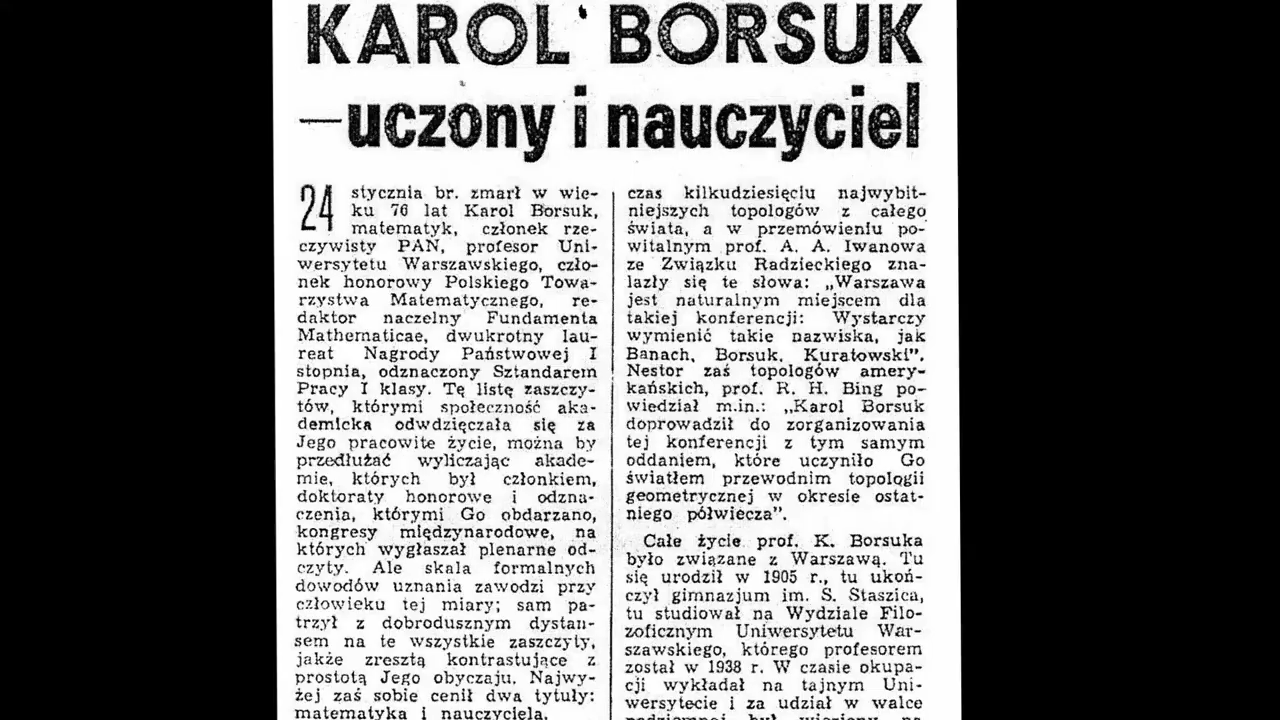 KAROL BORSUK
—uczony i nauczyciel
24 stycznia br. zmarł w wie-
ku 76 lat Karol Borsuk,
matematyk, członek rze-
czywisty PAN, profesor Uni-
wersytetu Warszawskiego, czło-
nek honorowy Polskiego Towa-
rzystwa Matematycznego, re-
daktor naczelny Fundamenta
Mathematicae, dwukrotny lau-
reat Nagrody Państwowej I
stopnia, odznaczony Sztandarem
Pracy I klasy. Tę listę zaszczy-
tów, którymi społeczność aka-
demicka odwdzięczała się za
Jego pracowite życie, można by
przedłużać wyliczając akade-
mie, których był członkiem,
doktoraty honorowe i odzna-
czenia, którymi Go obdarzano,
kongresy międzynarodowe, na
których wygłaszał plenarne od-
czyty. Ale skala formalnych
dowodów uznania zawodzi przy
człowieku tej miary; sam pa-
trzył z dobrodusznym dystan-
sem na te wszystkie zaszczyty,
jakże zresztą kontrastujące z
prostotą Jego obyczaju. Najwy-
żej zaś sobie cenił dwa tytuły:
matematyka i nauczyciela.
czas kilkudziesięciu najwybit-
niejszych topologów z całego
świata, a w przemówieniu po-
witalnym prof. A. A. Iwanowa
ze Związku Radzieckiego zna-
lazły się te słowa: „Warszawa
jest naturalnym miejscem dla
takiej konferencji: Wystarczy
wymienić takie nazwiska, jak
Banach, Borsuk, Kuratowski”.
Nestor zaś topologów amery-
kańskich, prof. R. H. Bing po-
wiedział m.in.: „Karol Borsuk
doprowadził do zorganizowania
tej konferencji z tym samym
oddaniem, które uczyniło Go
światłem przewodnim topologii
geometrycznej w okresie ostat-
niego półwiecza”.
Całe życie prof. K. Borsuka
było związane z Warszawą. Tu
się urodził w 1905 r., tu ukoń-
czył gimnazjum im. S. Staszica,
tu studiował na Wydziale Filo-
zoficznym Uniwersytetu War-
szawskiego, którego profesorem
został w 1938 r. W czasie okupa-
cji wykładał na tajnym Uni-
wersytecie i za udział w walce
podziemnej był więziony na